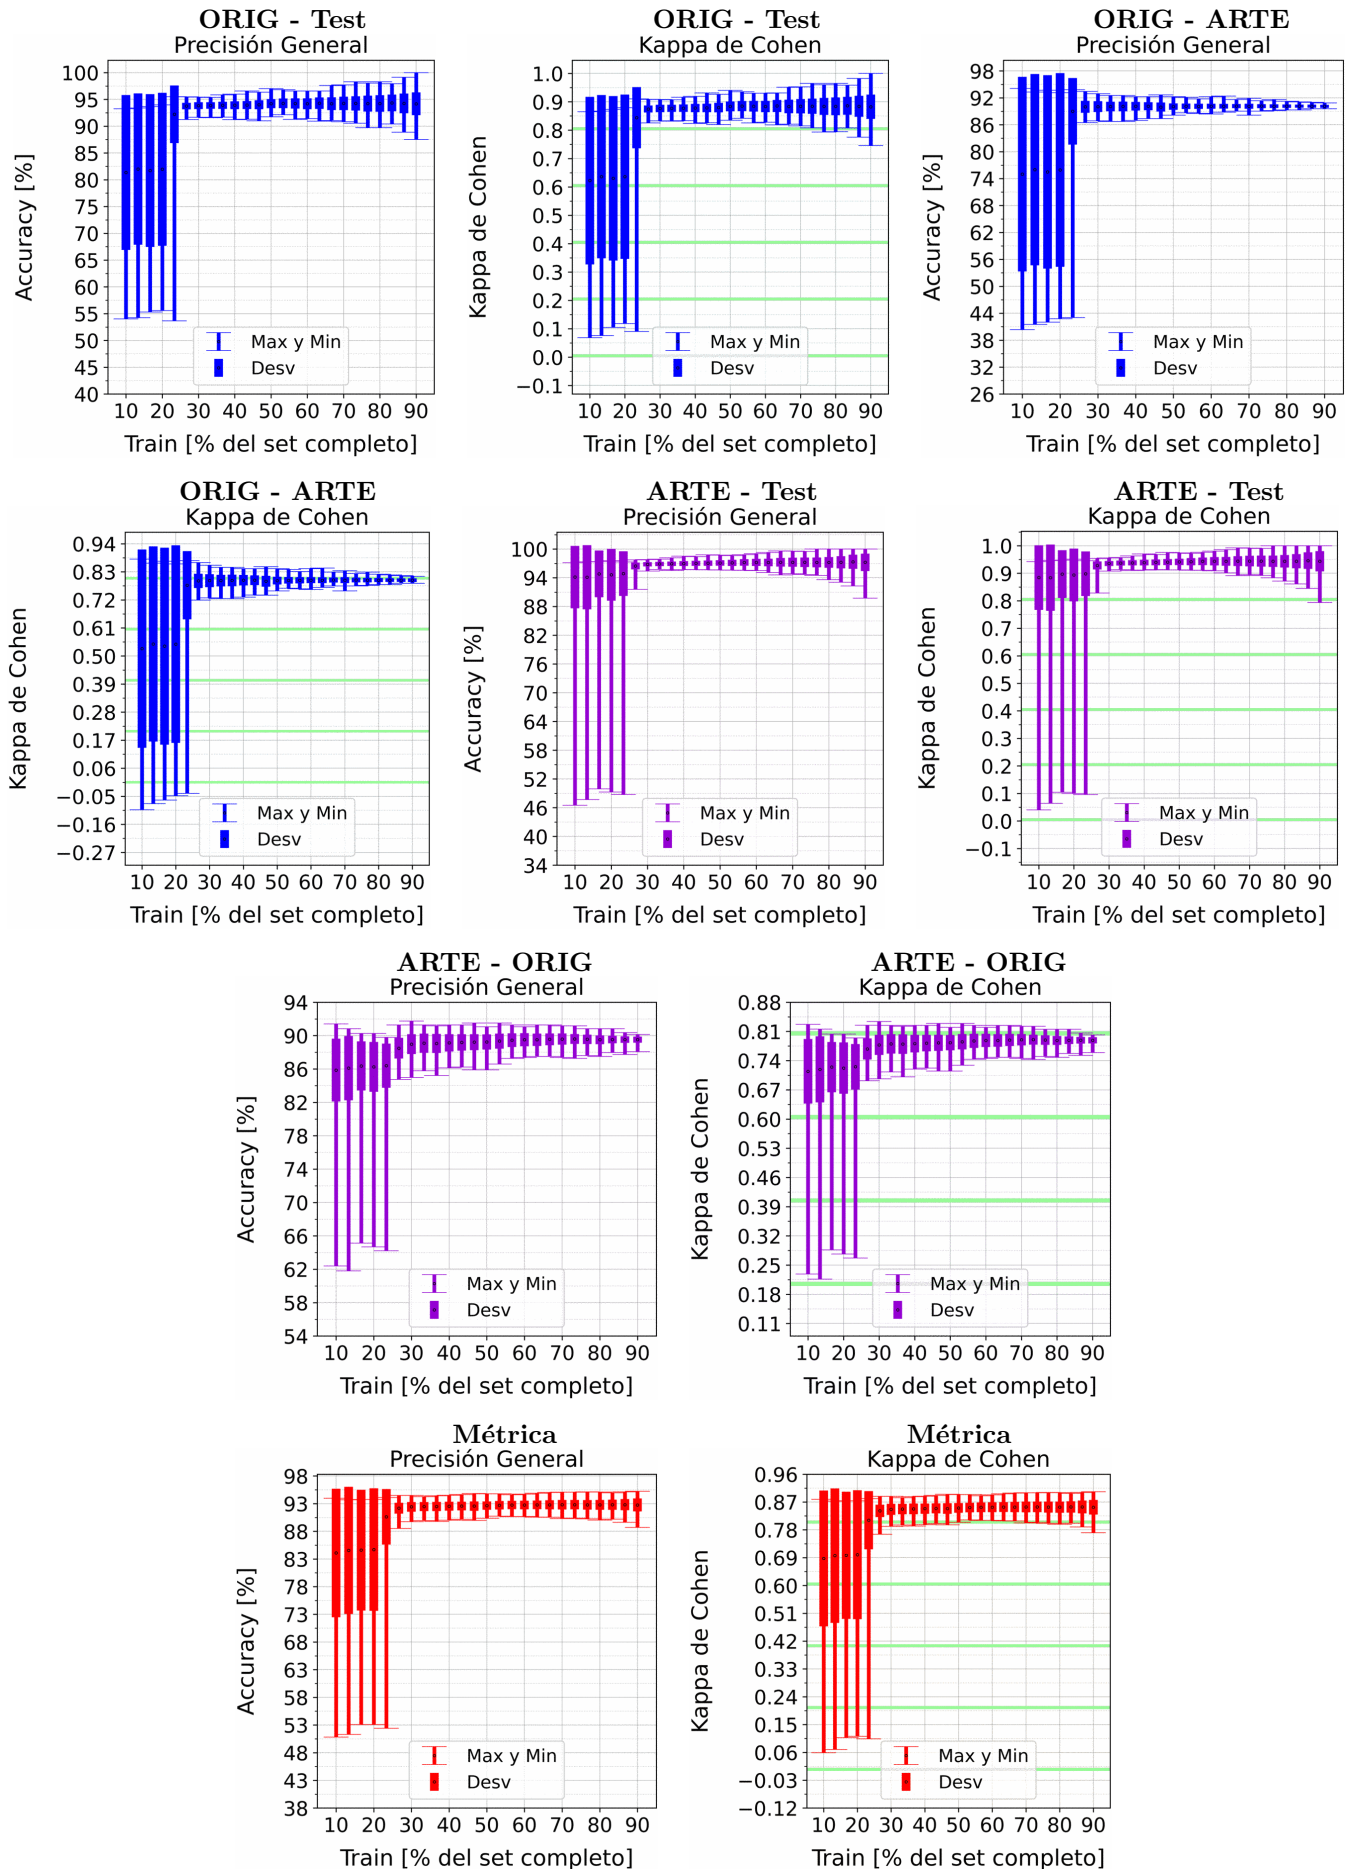 ORIG - Test
Precisión General
100
95
90
85
80
75
70
65
60
55
50
45
40
Accuracy [%]
Max y Min
Desv
10 20 30 40 50 60 70 80 90
Train [% del set completo]
ORIG - Test
Kappa de Cohen
1.0
0.9
0.8
0.7
0.6
0.5
0.4
0.3
0.2
0.1
0.0
−0.1
Kappa de Cohen
Max y Min
Desv
10 20 30 40 50 60 70 80 90
Train [% del set completo]
ORIG - ARTE
Precisión General
98
92
86
80
74
68
62
56
50
44
38
32
26
Accuracy [%]
Max y Min
Desv
10 20 30 40 50 60 70 80 90
Train [% del set completo]
ORIG - ARTE
Kappa de Cohen
0.94
0.83
0.72
0.61
0.50
0.39
0.28
0.17
0.06
−0.05
−0.16
−0.27
Kappa de Cohen
Max y Min
Desv
10 20 30 40 50 60 70 80 90
Train [% del set completo]
ARTE - Test
Precisión General
100
94
88
82
76
70
64
58
52
46
40
34
Accuracy [%]
Max y Min
Desv
10 20 30 40 50 60 70 80 90
Train [% del set completo]
ARTE - Test
Kappa de Cohen
1.0
0.9
0.8
0.7
0.6
0.5
0.4
0.3
0.2
0.1
0.0
−0.1
Kappa de Cohen
Max y Min
Desv
10 20 30 40 50 60 70 80 90
Train [% del set completo]
ARTE - ORIG
Precisión General
94
90
86
82
78
74
70
66
62
58
54
Accuracy [%]
Max y Min
Desv
10 20 30 40 50 60 70 80 90
Train [% del set completo]
ARTE - ORIG
Kappa de Cohen
0.88
0.81
0.74
0.67
0.60
0.53
0.46
0.39
0.32
0.25
0.18
0.11
Kappa de Cohen
Max y Min
Desv
10 20 30 40 50 60 70 80 90
Train [% del set completo]
Métrica
Precisión General
98
93
88
83
78
73
68
63
58
53
48
43
38
Accuracy [%]
Max y Min
Desv
10 20 30 40 50 60 70 80 90
Train [% del set completo]
Métrica
Kappa de Cohen
0.96
0.87
0.78
0.69
0.60
0.51
0.42
0.33
0.24
0.15
0.06
−0.03
−0.12
Kappa de Cohen
Max y Min
Desv
10 20 30 40 50 60 70 80 90
Train [% del set completo]